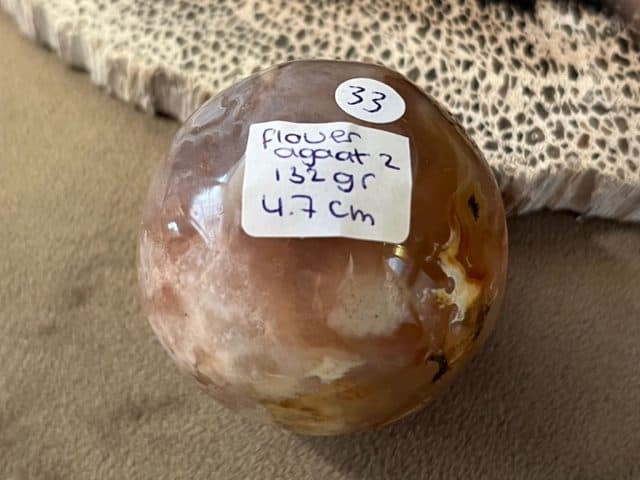 33
flower
agaat 2
132 gr
4.7 cm